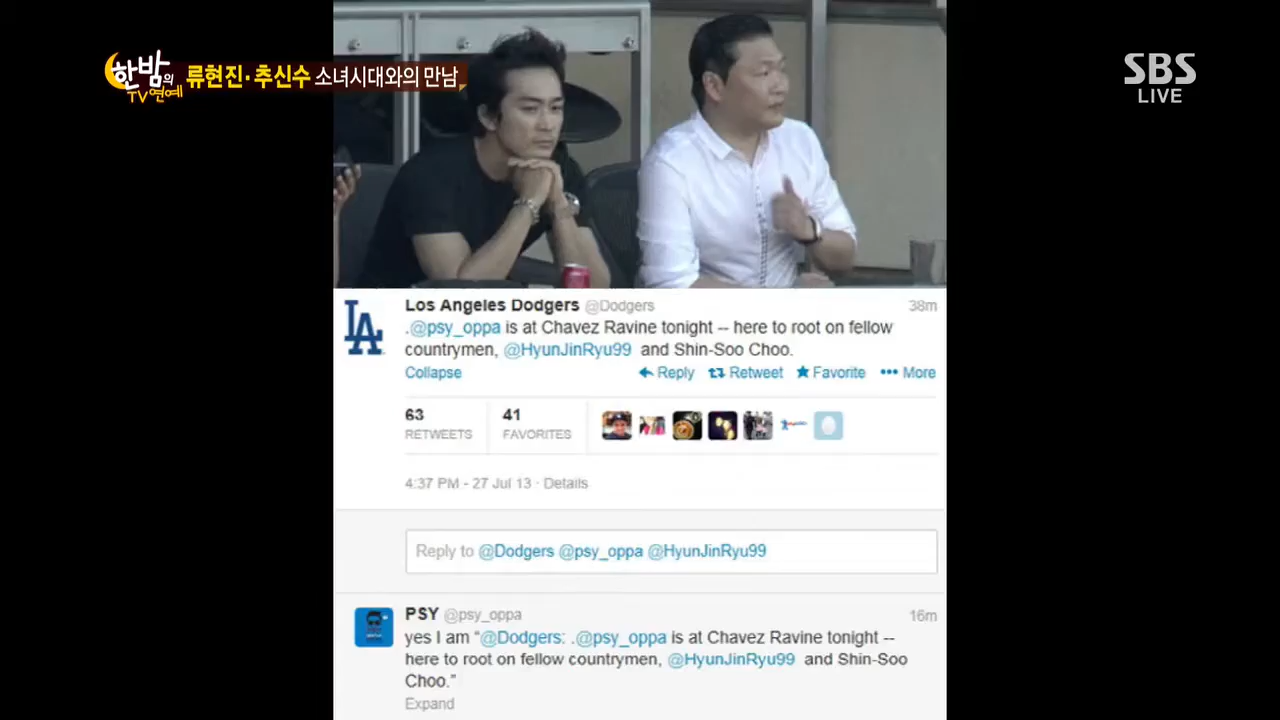 한밤의
TV연예
류현진·추신수 소녀시대와의 만남
SBS
LIVE
Los Angeles Dodgers @Dodgers 38m
.@psy_oppa is at Chavez Ravine tonight -- here to root on fellow
countrymen, @HyunJinRyu99 and Shin-Soo Choo.
Collapse Reply Retweet Favorite More
63 41
RETWEETS FAVORITES
4:37 PM - 27 Jul 13 · Details
Reply to @Dodgers @psy_oppa @HyunJinRyu99
PSY @psy_oppa 16m
yes I am "@Dodgers: .@psy_oppa is at Chavez Ravine tonight --
here to root on fellow countrymen, @HyunJinRyu99 and Shin-Soo
Choo."
Expand